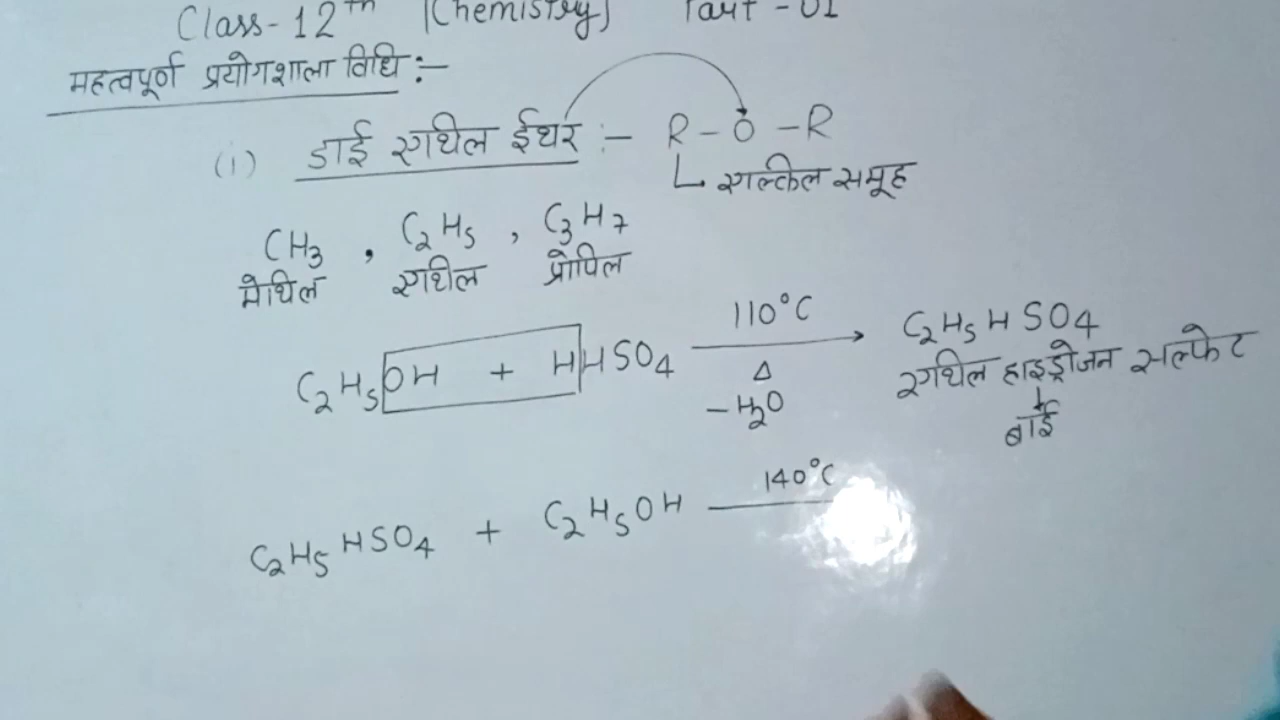 Class-12th (Chemistry) Part-01
महत्वपूर्ण प्रयोगशाला विधि :-
(i) डाई एथिल ईथर :- R-O-R
एल्किल समूह
CH3 , C2H5 , C3H7
मेथिल एथिल प्रोपिल
110°C
C2H5OH + HHSO4 → C2H5HSO4
Δ
-H2O
एथिल हाइड्रोजन सल्फेट
↓
बाई
140°C
C2H5HSO4 + C2H5OH